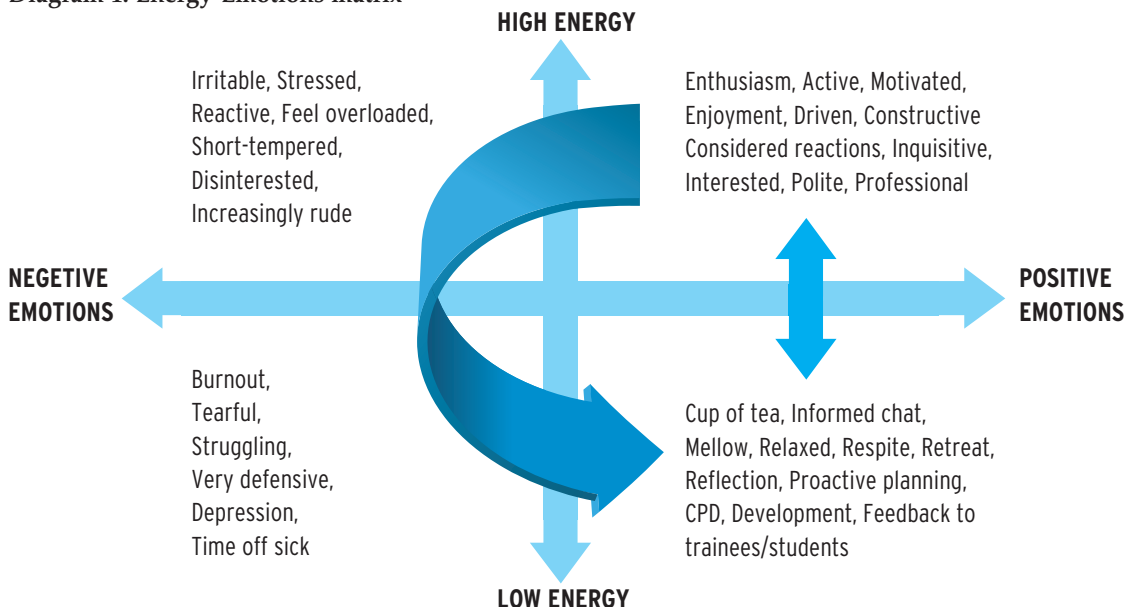 Diagram 1: Energy-Emotions matrix
HIGH ENERGY
Irritable, Stressed,
Reactive, Feel overloaded,
Short-tempered,
Disinterested,
Increasingly rude
Enthusiasm, Active, Motivated,
Enjoyment, Driven, Constructive
Considered reactions, Inquisitive,
Interested, Polite, Professional
NEGETIVE
EMOTIONS
POSITIVE
EMOTIONS
Burnout,
Tearful,
Struggling,
Very defensive,
Depression,
Time off sick
Cup of tea, Informed chat,
Mellow, Relaxed, Respite, Retreat,
Reflection, Proactive planning,
CPD, Development, Feedback to
trainees/students
LOW ENERGY